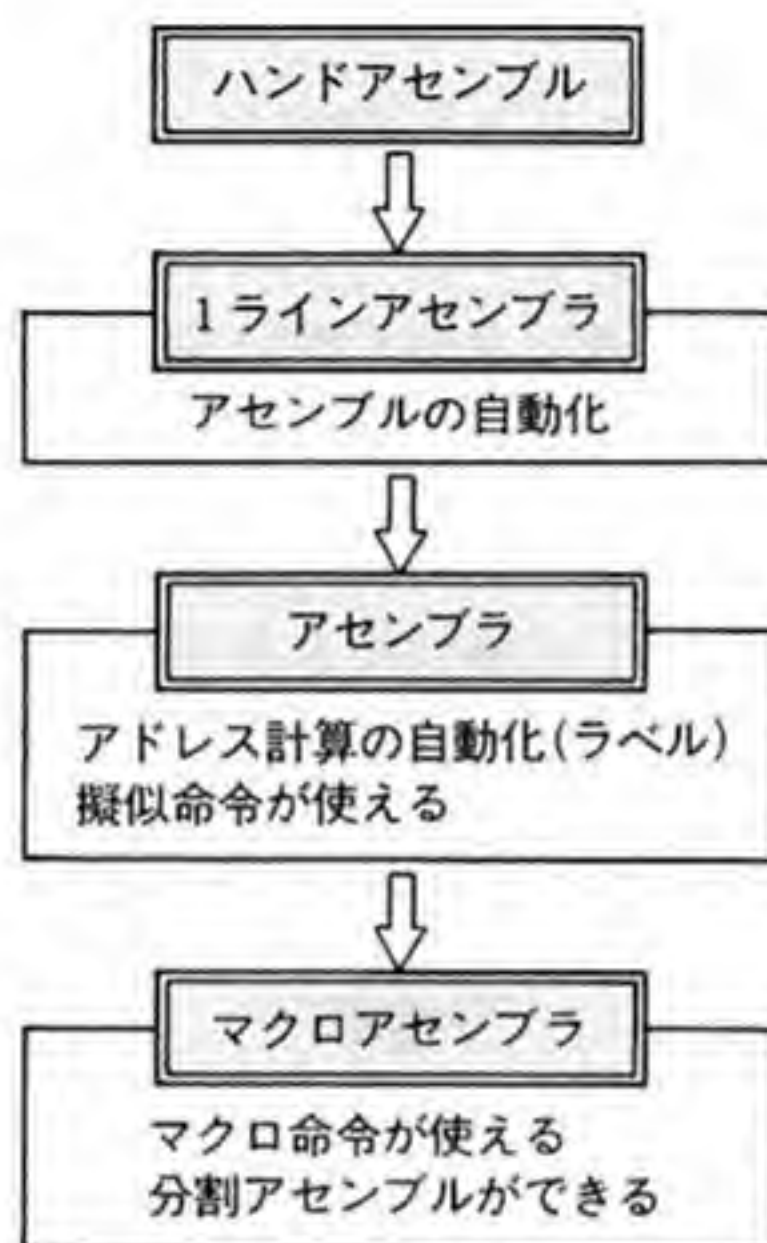 ハンドアセンブル
1ラインアセンブラ
アセンブルの自動化
アセンブラ
アドレス計算の自動化(ラベル)
擬似命令が使える
マクロアセンブラ
マクロ命令が使える
分割アセンブルができる